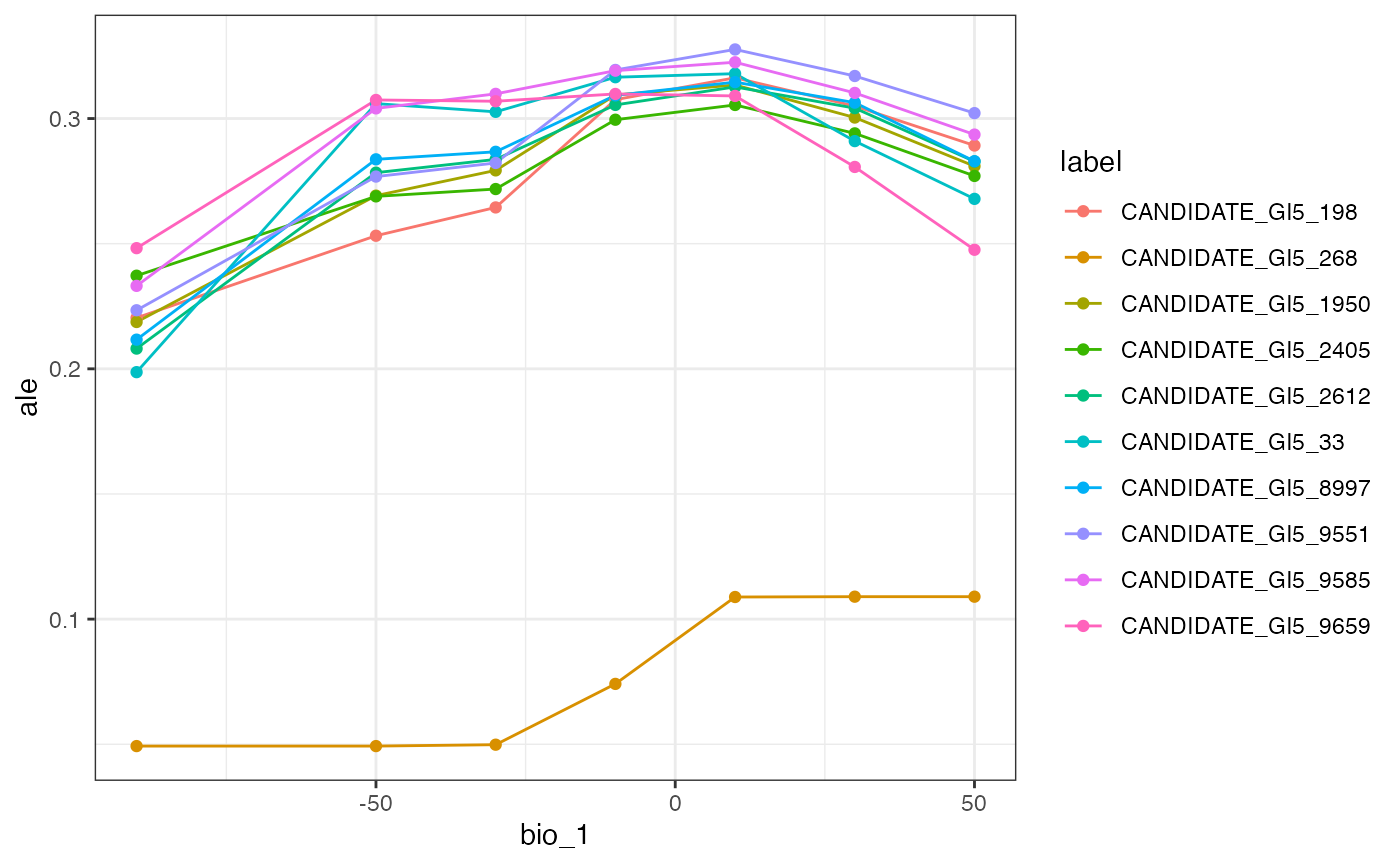 ale
0.3
0.2
0.1
-50
0
50
bio_1
label
CANDIDATE_GI5_198
CANDIDATE_GI5_268
CANDIDATE_GI5_1950
CANDIDATE_GI5_2405
CANDIDATE_GI5_2612
CANDIDATE_GI5_33
CANDIDATE_GI5_8997
CANDIDATE_GI5_9551
CANDIDATE_GI5_9585
CANDIDATE_GI5_9659